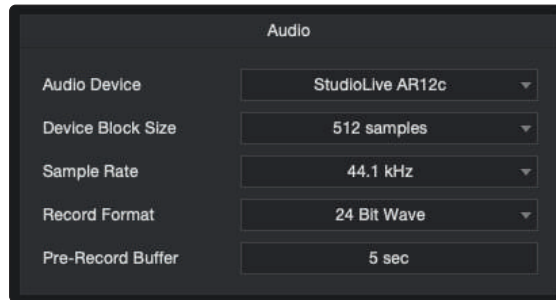 Audio
Audio Device StudioLive AR12c
Device Block Size 512 samples
Sample Rate 44.1 kHz
Record Format 24 Bit Wave
Pre-Record Buffer 5 sec